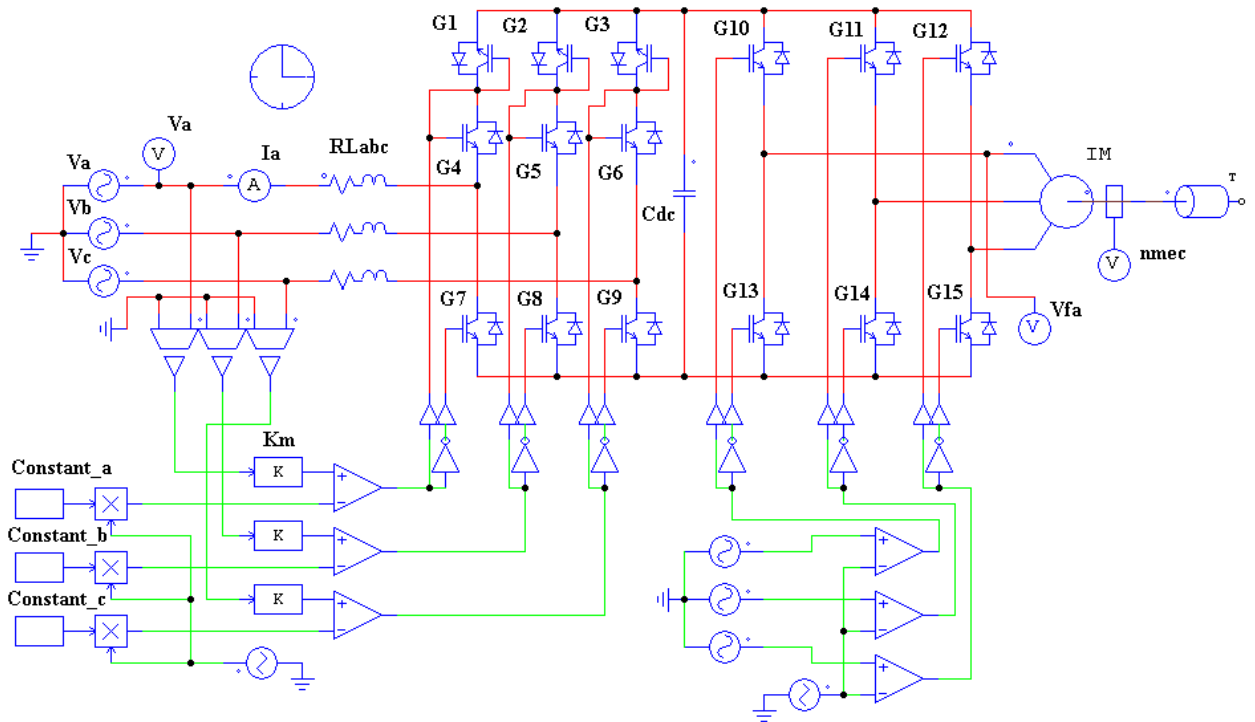 G1 G2 G3 G10 G11 G12
Va
V
Va
Ia
A
RLabc
G4 G5 G6
Cdc
IM
T
Vb
Vc
V
nmec
G7 G8 G9 G13 G14 G15
Vfa
V
Km
K
Constant_a
K
Constant_b
K
Constant_c